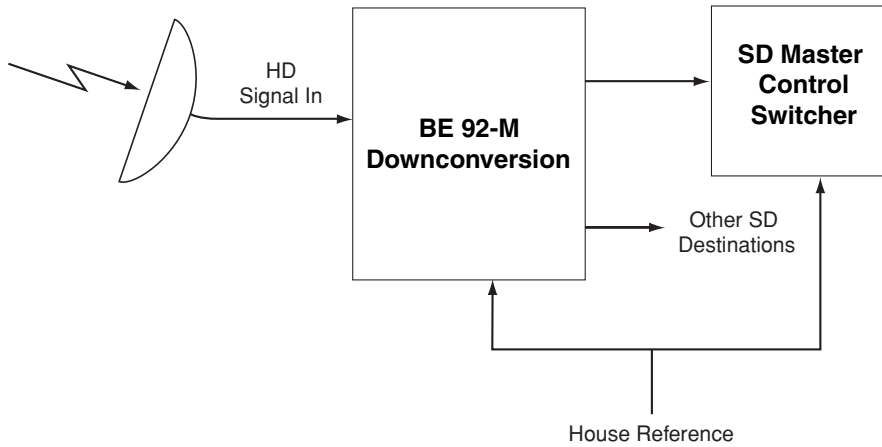 HD
Signal In
BE 92-M
Downconversion
SD Master
Control
Switcher
Other SD
Destinations
House Reference